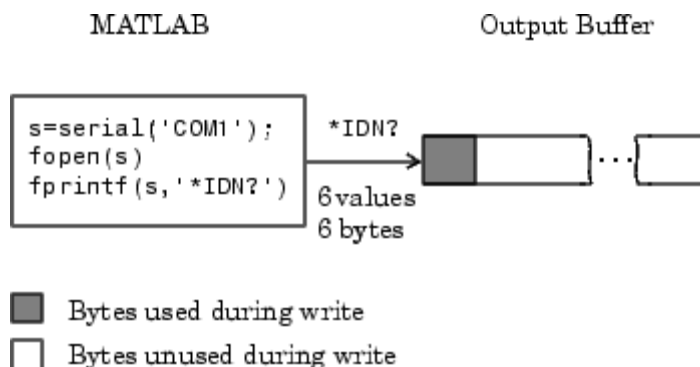 MATLAB
Output Buffer
s=serial('COM1');
fopen(s)
fprintf(s,'*IDN?')
*IDN?
6 values
6 bytes
Bytes used during write
Bytes unused during write